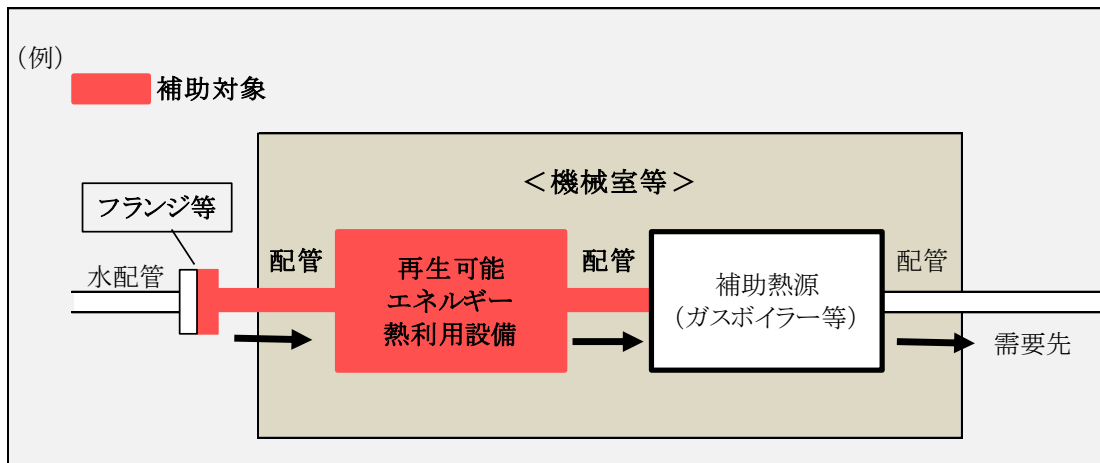 （例）
補助対象
＜機械室等＞
フランジ等
水配管
配管
再生可能
エネルギー
熱利用設備
配管
補助熱源
（ガスボイラー等）
配管
需要先